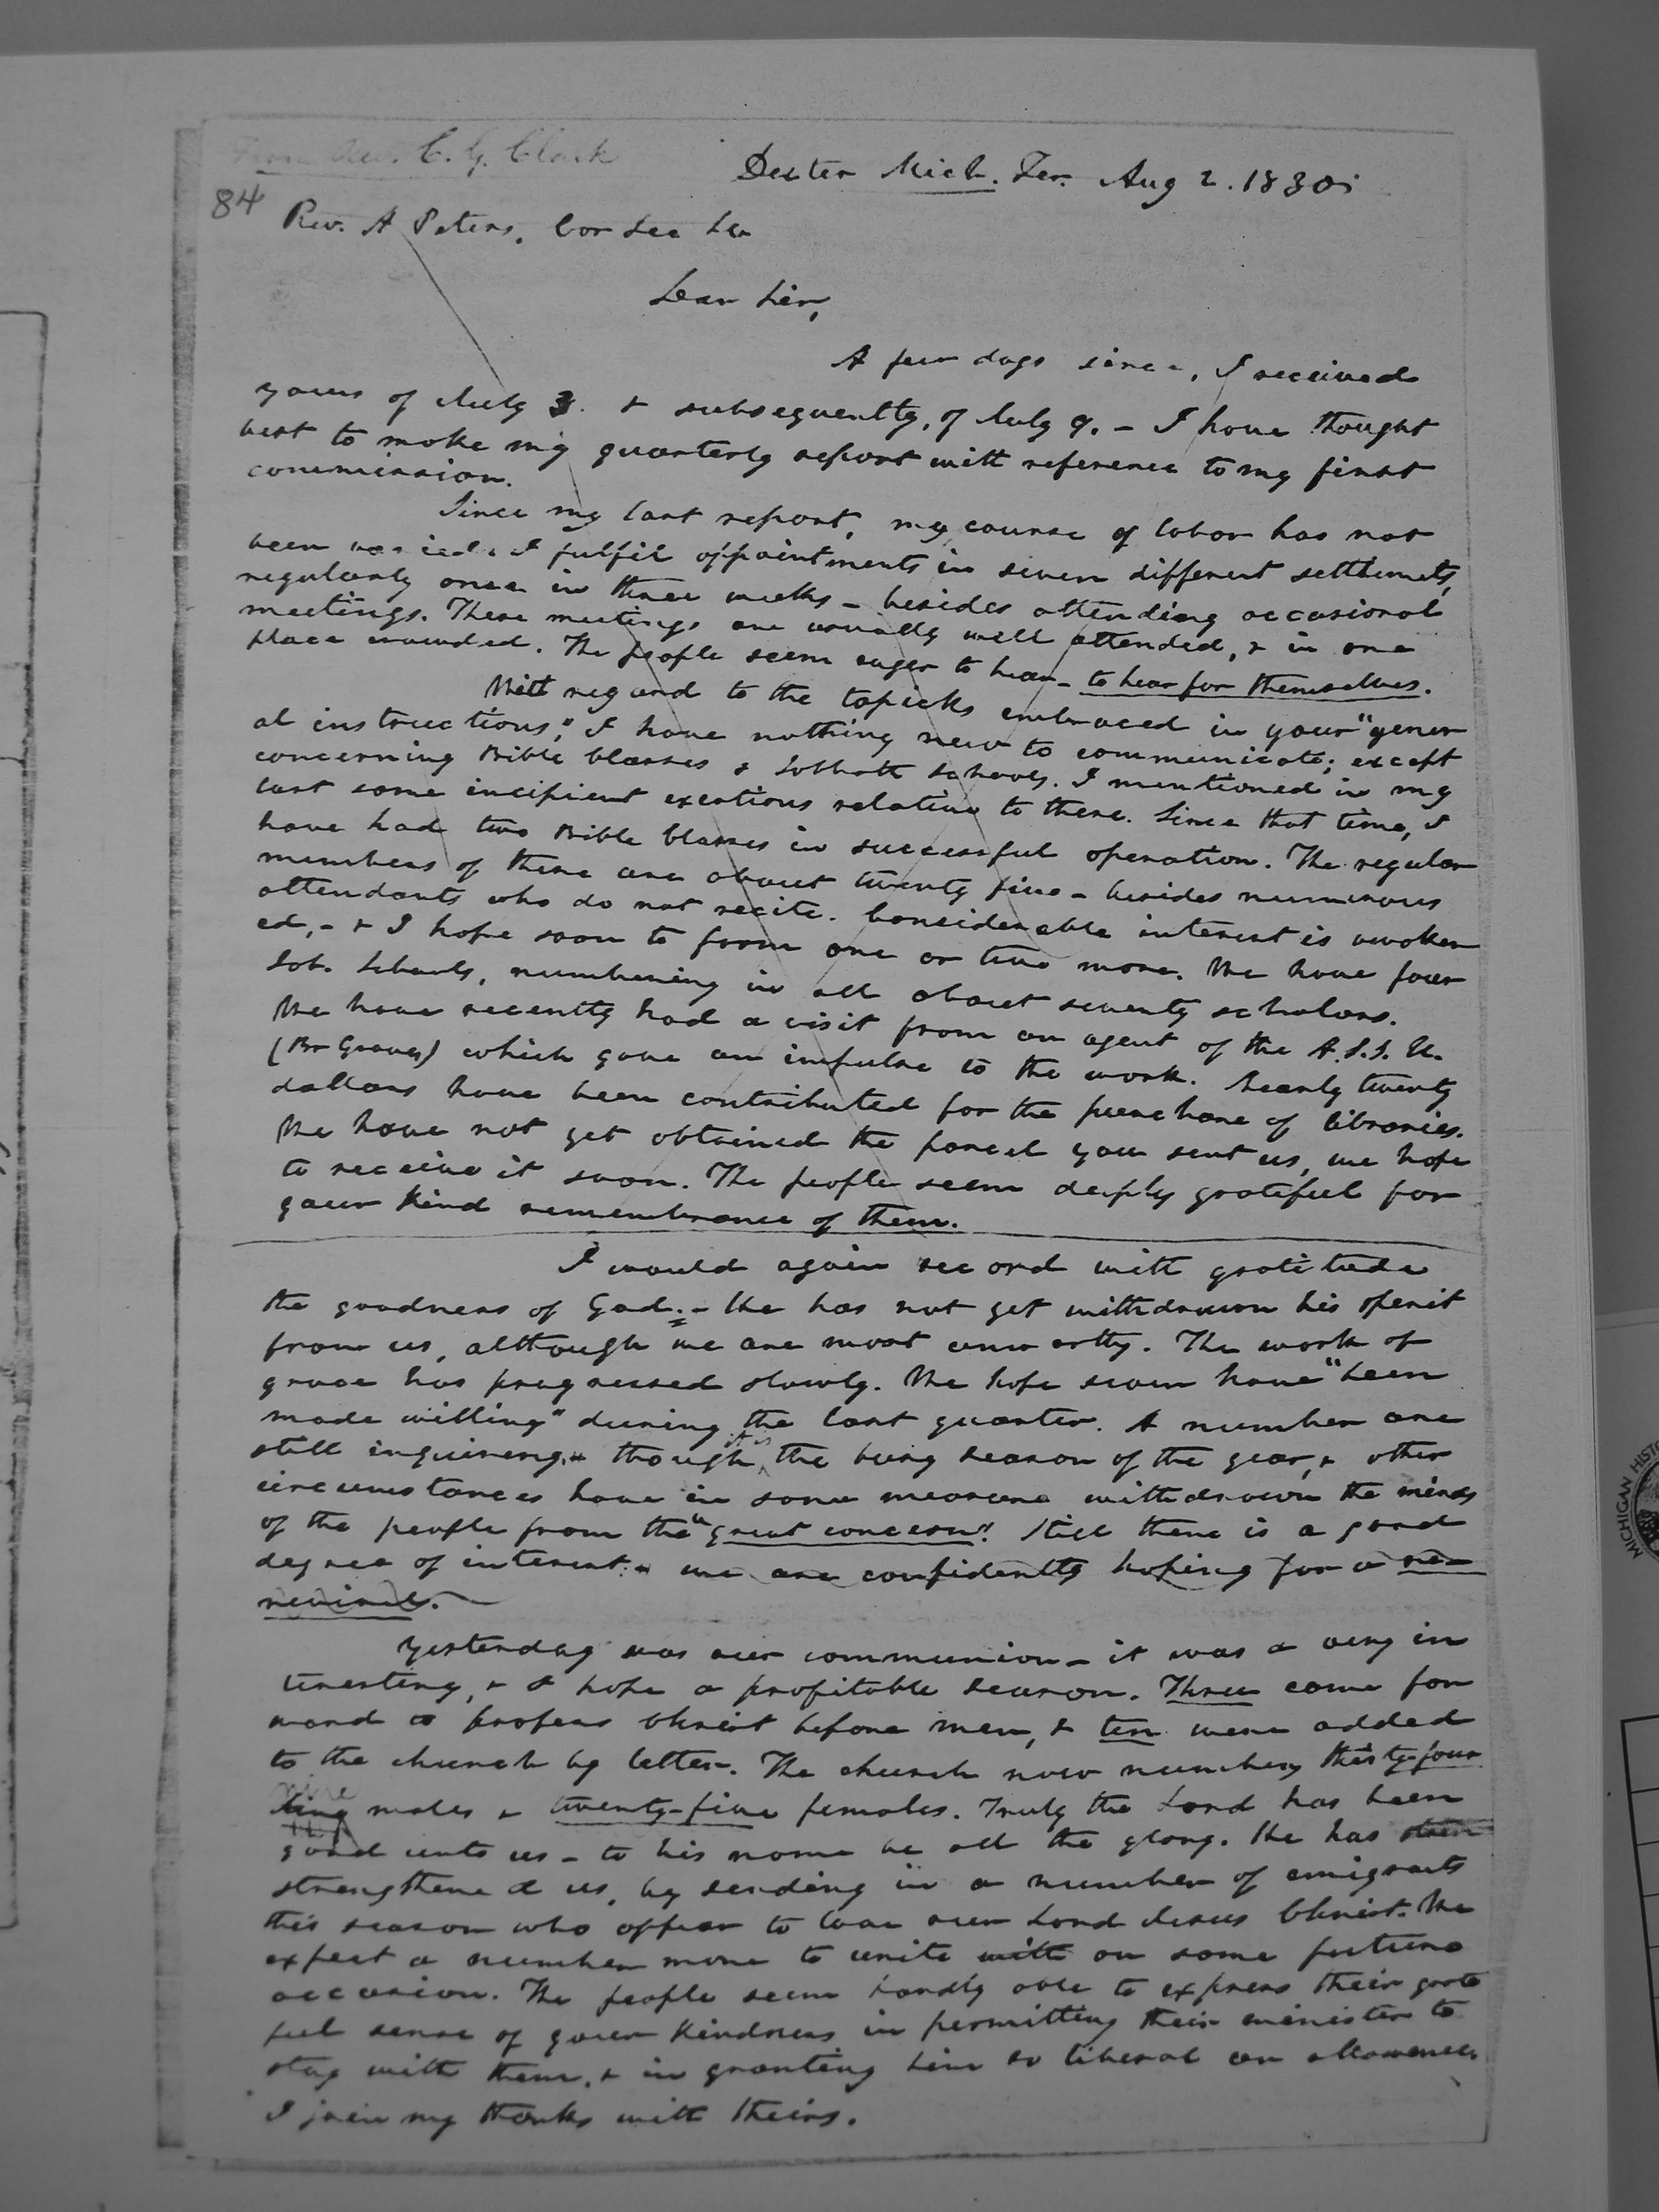 From Rev. C. G. Clark
Dexter Mich. Ter. Aug 2. 1830
84
Rev. A Peters, Cor Sec
Dear Sir,
A few days since, I received
yours of July 3. & subsequently, of July 9. - I have thought
best to make my quarterly report with reference to my first
commission.
Since my last report, my course of labor has not
been varied. I fulfil appointments in seven different settlements,
regularly once in three weeks - besides attending occasional
meetings. These meetings are usually well attended, & in one
place crowded. The people seem eager to hear - to hear for themselves.
With regard to the topicks embraced in your "gener
al instructions," I have nothing new to communicate; except
concerning Bible Classes & Sabbath Schools. I mentioned in my
last some incipient exertions relative to these. Since that time, I
have had two Bible Classes in successful operation. The regular
members of these are about twenty five - besides numerous
attendants who do not recite. Considerable interest is awaken
ed, - & I hope soon to form one or two more. We have four
Sab. Schools, numbering in all about seventy scholars.
We have recently had a visit from an agent of the A.S.S. U.
(Br Graves) which gave an impulse to the work. Nearly twenty
dollars have been contributed for the purchase of libraries.
We have not yet obtained the parcel you sent us, we hope
to receive it soon. The people seem deeply grateful for
your kind remembrance of them.
I would again record with gratitude
the goodness of God. - He has not yet withdrawn his spirit
from us, although we are most unworthy. The work of
grace has progressed slowly. We hope seven have "been
made willing" during the last quarter. A number are
still inquiring. - though it is the busy season of the year, & other
circumstances have in some measure withdrawn the minds
of the people from the "great concern". Still there is a good
degree of interest. - we are confidently hoping for a re-
revival. -
Yesterday was our communion - it was a very in
teresting, & I hope a profitable season. Three came for
ward to profess Christ before men, & ten were added
to the church by letter. The church now numbers thirty-four
nine males & twenty-five females. Truly the Lord has been
good unto us - to his name be all the glory. He has
strengthened us, by sending in a number of emigrants
this season who appear to love our Lord Jesus Christ. We
expect a number more to unite with on some future
occasion. The people seem hardly able to express their grate
ful sense of your kindness in permitting their minister to
stay with them, & in granting him so liberal an allowance.
I join my thanks with theirs.
MICHIGAN HISTO